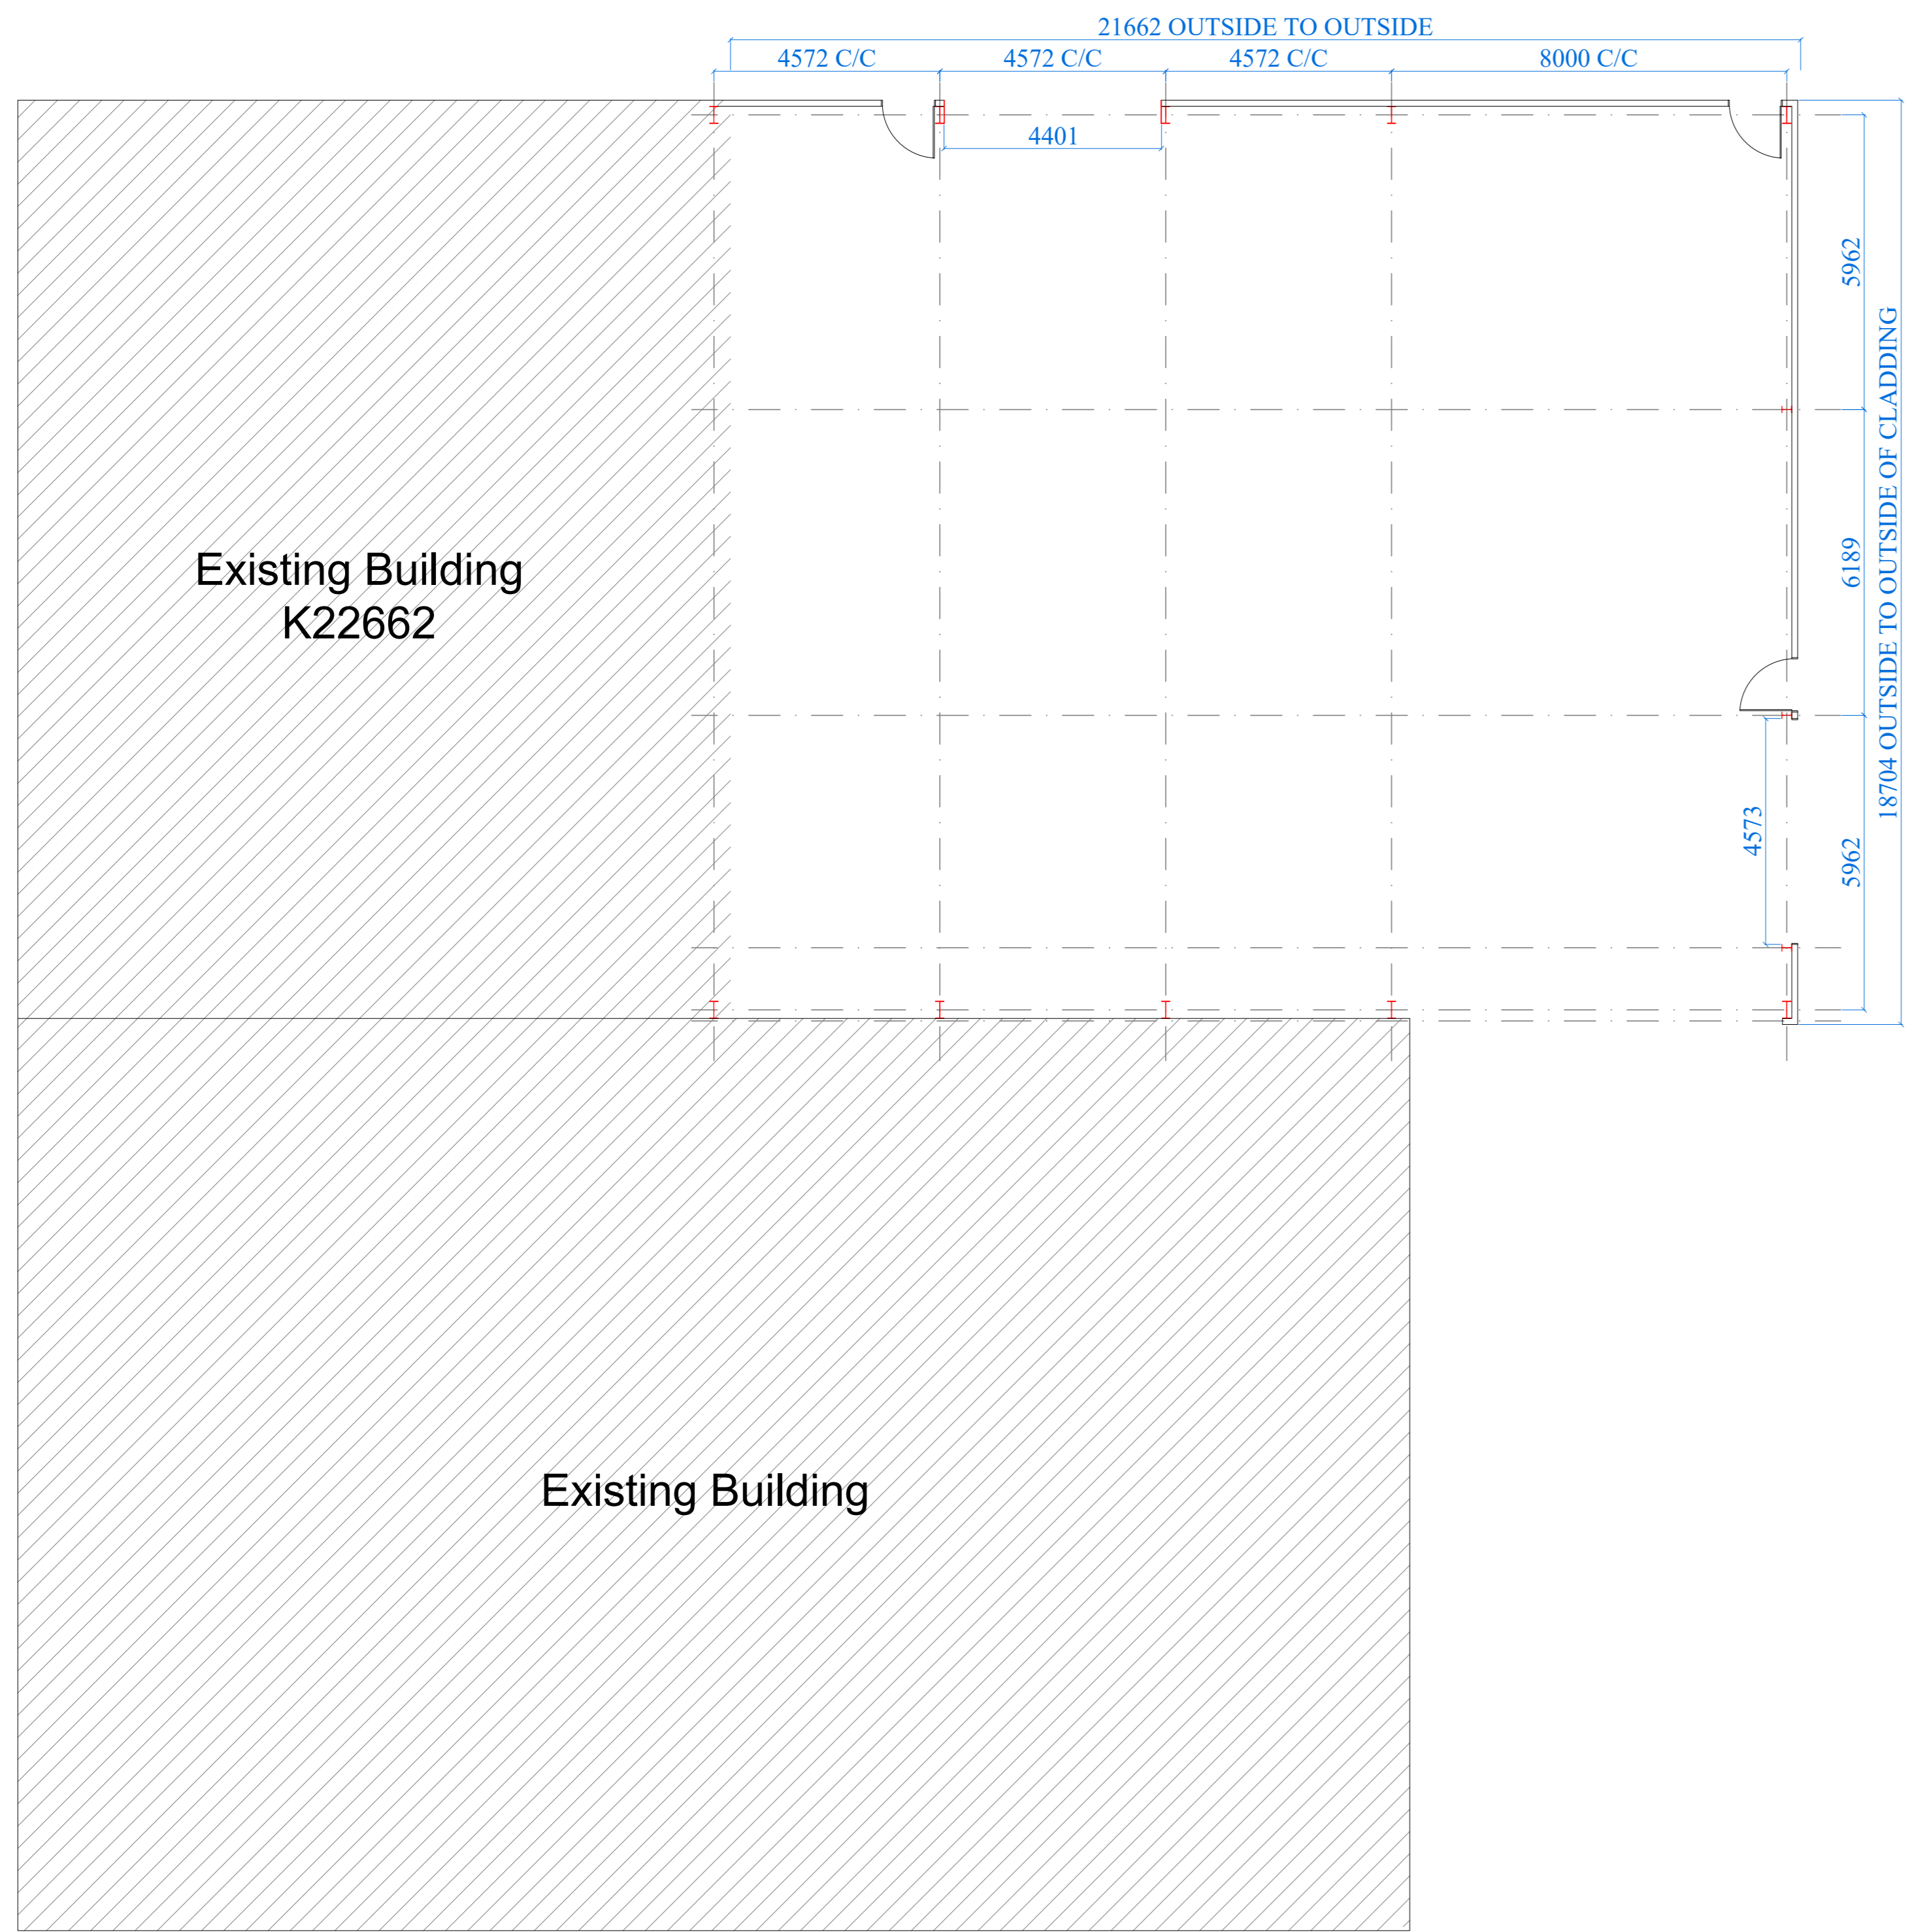 21662 OUTSIDE TO OUTSIDE
4572 C/C
4572 C/C
4572 C/C
8000 C/C
4401
5962
18704 OUTSIDE TO OUTSIDE OF CLADDING
6189
Existing Building
K22662
4573
5962
Existing Building